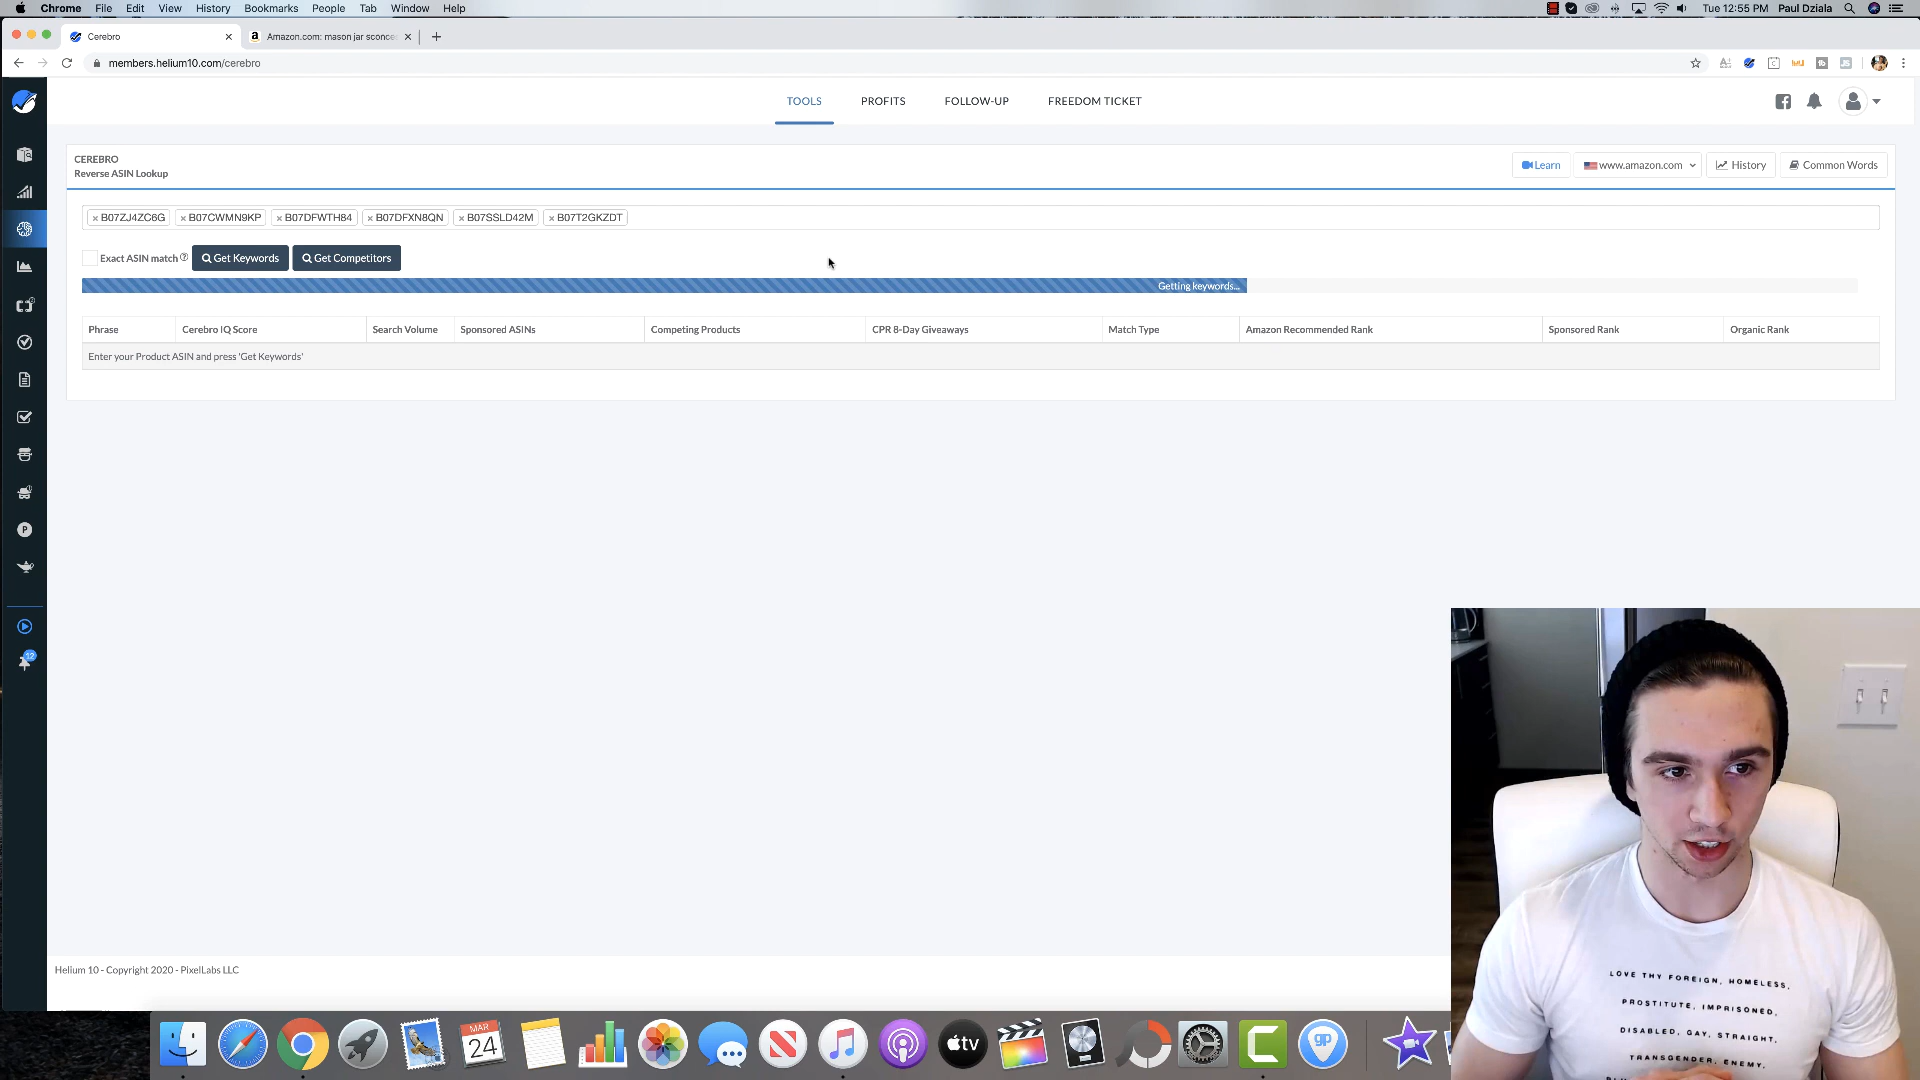 Chrome File Edit View History Bookmarks People Tab Window Help
Tue 12:55 PM Paul Dziala
Cerebro
Amazon.com: mason jar sconce
members.helium10.com/cerebro
TOOLS PROFITS FOLLOW-UP FREEDOM TICKET
CEREBRO
Reverse ASIN Lookup
Learn www.amazon.com History Common Words
× B07ZJ4ZC6G × B07CWMN9KP × B07DFWTH84 × B07DFXN8QN × B07SSLD42M × B07T2GKZDT
Exact ASIN match Get Keywords Get Competitors
Getting keywords...
Phrase Cerebro IQ Score Search Volume Sponsored ASINs Competing Products CPR 8-Day Giveaways Match Type Amazon Recommended Rank Sponsored Rank Organic Rank
Enter your Product ASIN and press 'Get Keywords'
12
Helium 10 - Copyright 2020 - PixelLabs LLC
LOVE THY FOREIGN, HOMELESS,
PROSTITUTE, IMPRISONED,
DISABLED, GAY, STRAIGHT,
TRANSGENDER, ENEMY,
MAR
24
tv
gp